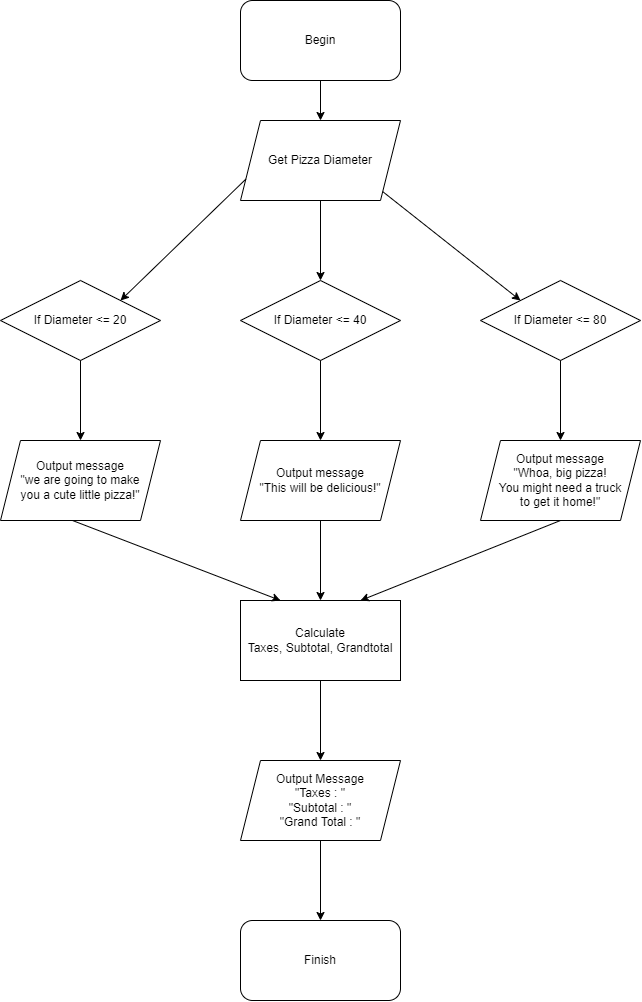 Begin
Get Pizza Diameter
If Diameter <= 20
If Diameter <= 40
If Diameter <= 80
Output message
"we are going to make
you a cute little pizza!"
Output message
"This will be delicious!"
Output message
"Whoa, big pizza!
You might need a truck
to get it home!"
Calculate
Taxes, Subtotal, Grandtotal
Output Message
"Taxes : "
"Subtotal : "
"Grand Total : "
Finish